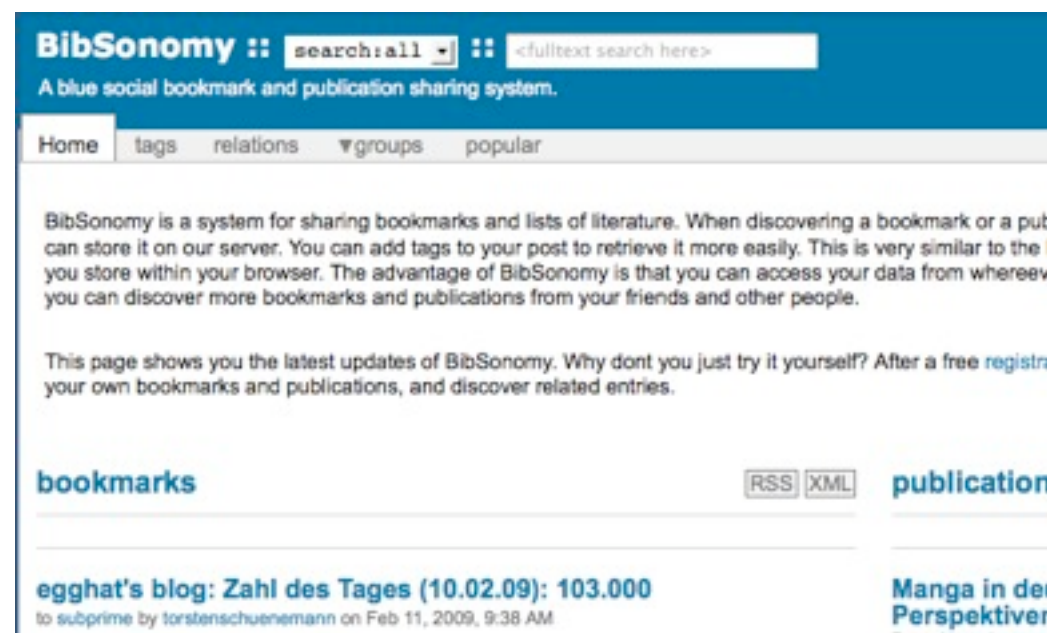 BibSonomy :: search:all :: <fulltext search here>
A blue social bookmark and publication sharing system.
Home tags relations ▼groups popular
BibSonomy is a system for sharing bookmarks and lists of literature. When discovering a bookmark or a pub
can store it on our server. You can add tags to your post to retrieve it more easily. This is very similar to the
you store within your browser. The advantage of BibSonomy is that you can access your data from whereev
you can discover more bookmarks and publications from your friends and other people.
This page shows you the latest updates of BibSonomy. Why dont you just try it yourself? After a free registra
your own bookmarks and publications, and discover related entries.
bookmarks RSS XML publication
egghat's blog: Zahl des Tages (10.02.09): 103.000
to subprime by torstenschuenemann on Feb 11, 2009, 9:38 AM
Manga in de
Perspektiven